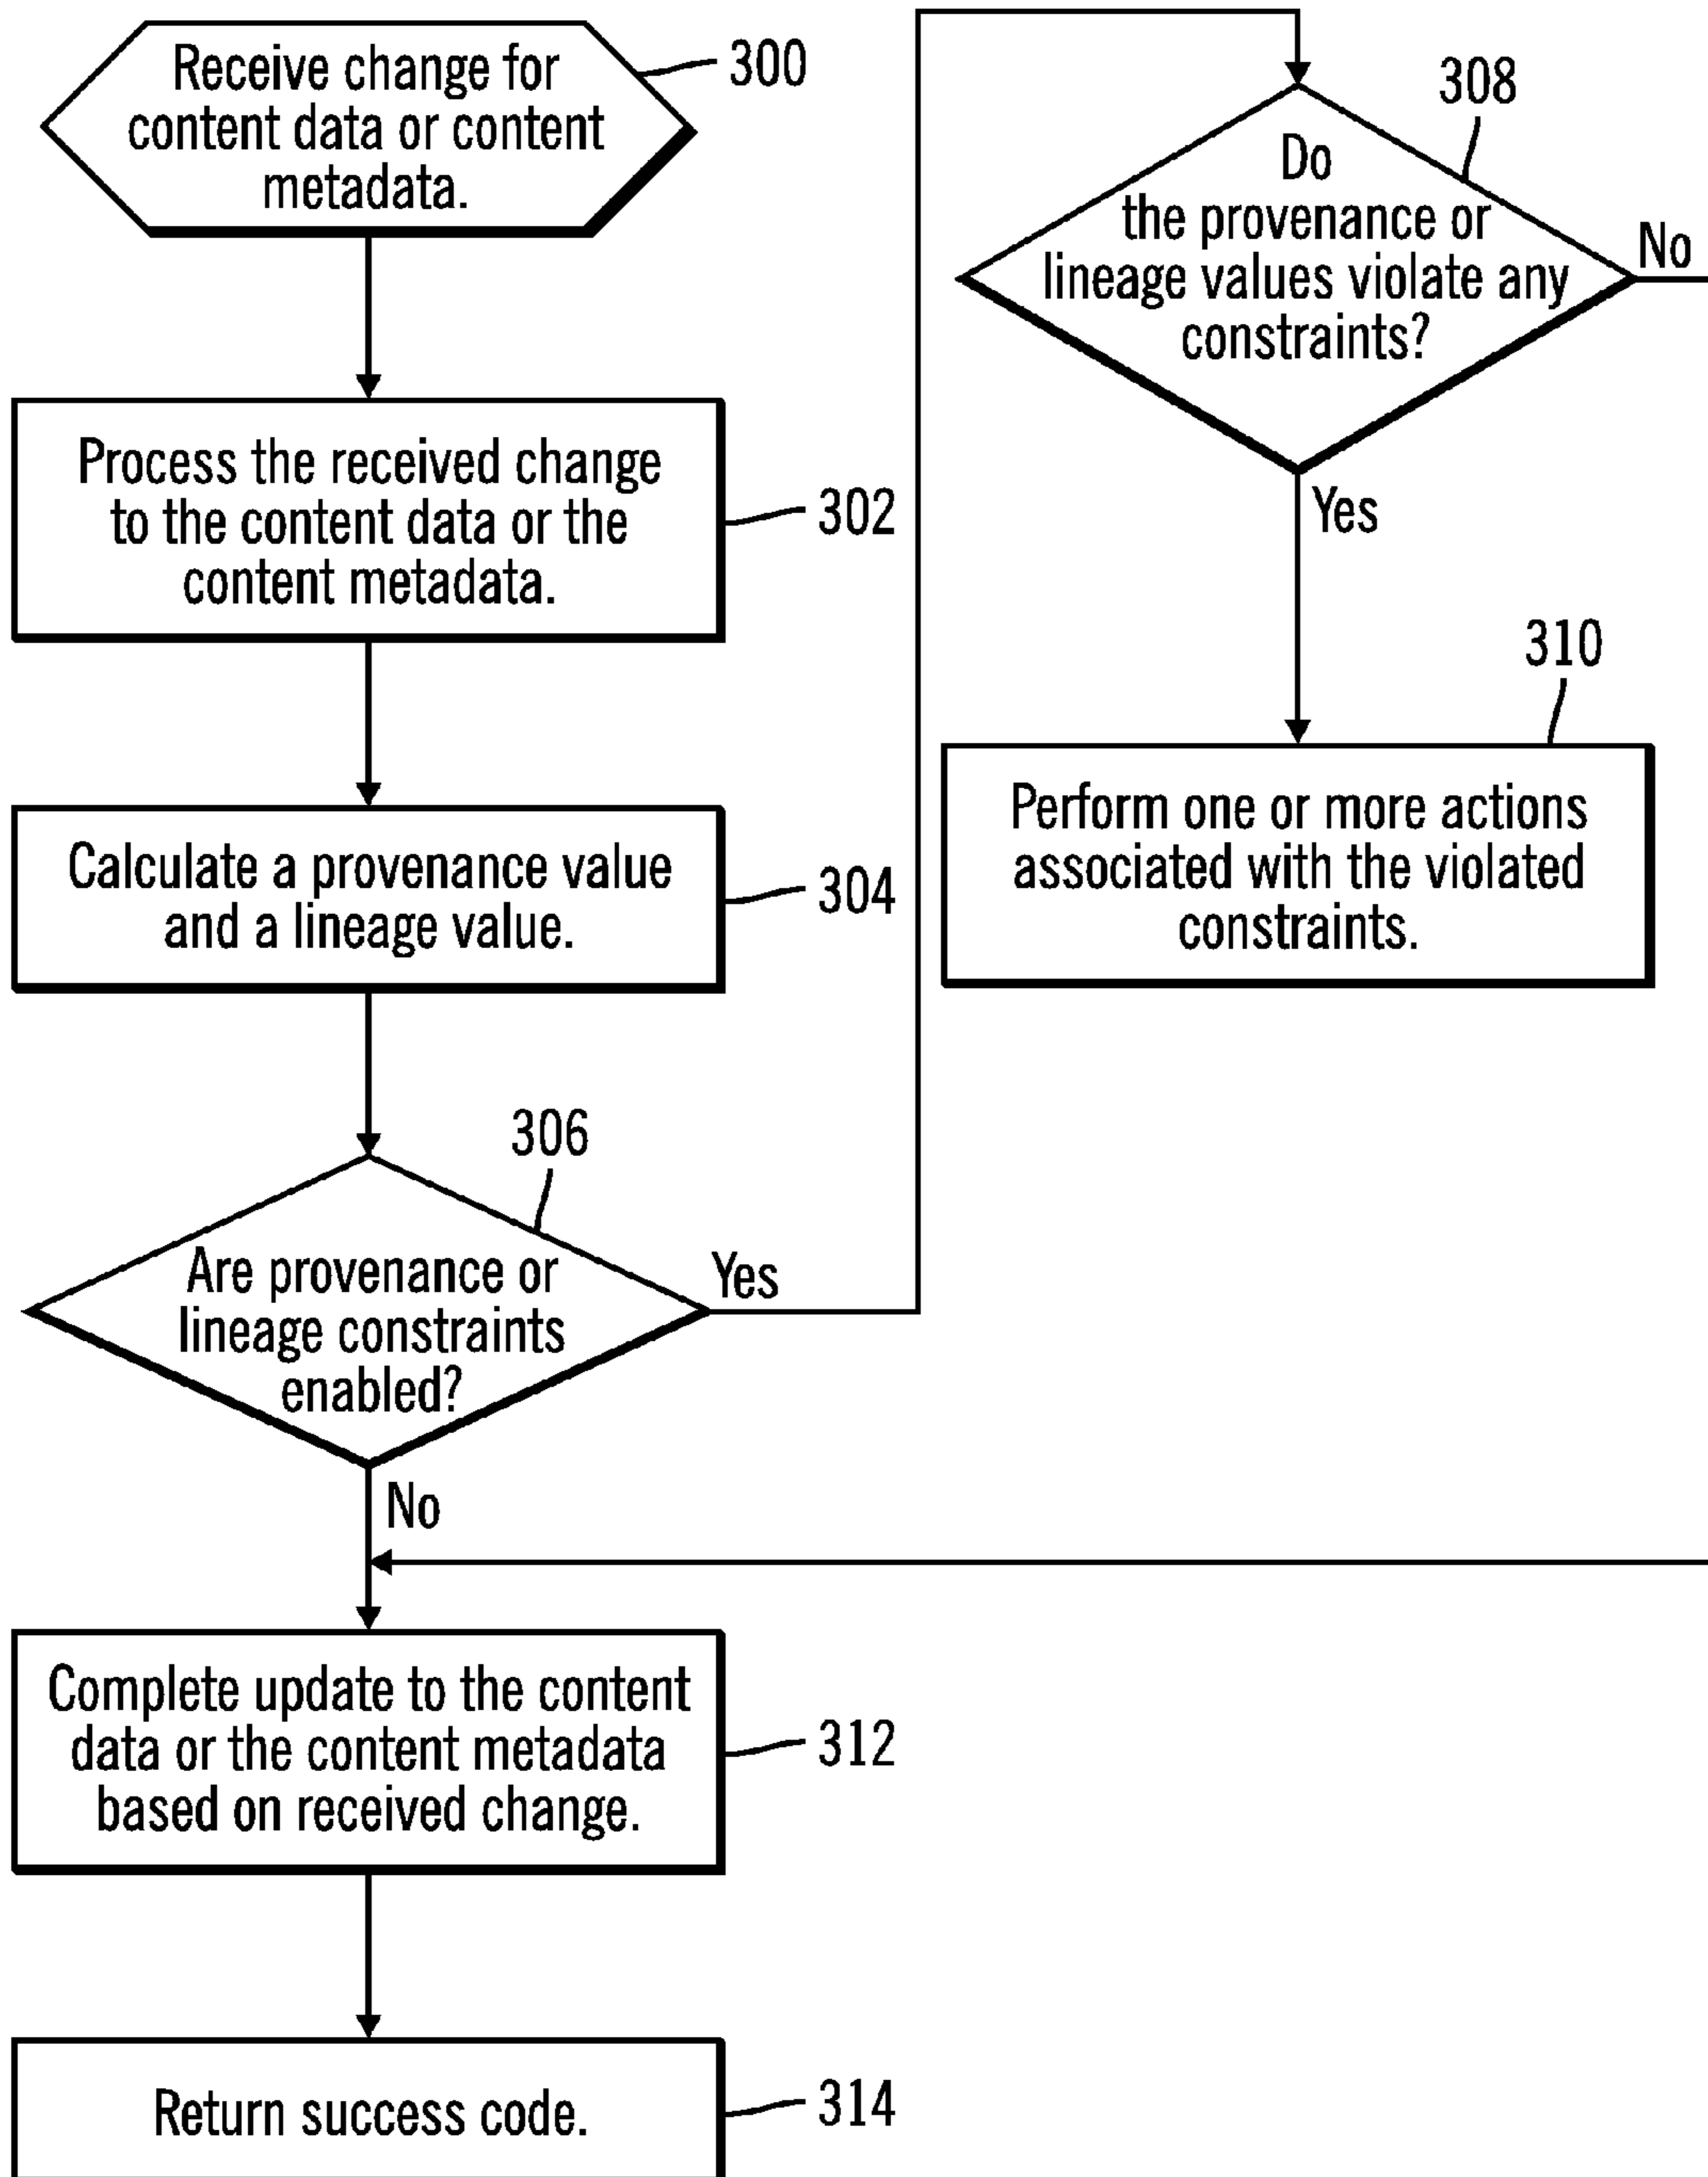 Receive change for
content data or content
metadata.
300
Process the received change
to the content data or the
content metadata.
302
Calculate a provenance value
and a lineage value.
304
306
Are provenance or
lineage constraints
enabled?
Yes
No
308
Do
the provenance or
lineage values violate any
constraints?
No
Yes
310
Perform one or more actions
associated with the violated
constraints.
Complete update to the content
data or the content metadata
based on received change.
312
Return success code.
314